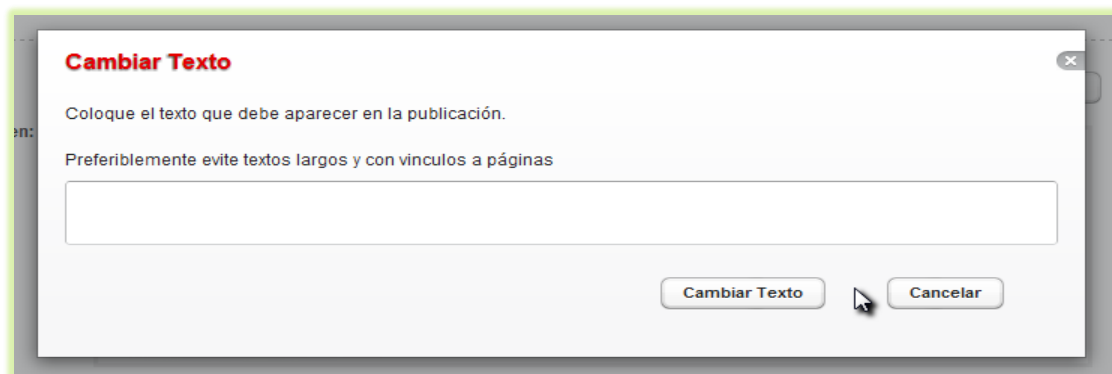 Cambiar Texto
Coloque el texto que debe aparecer en la publicación.
en:
Preferiblemente evite textos largos y con vinculos a páginas
Cambiar Texto
Cancelar